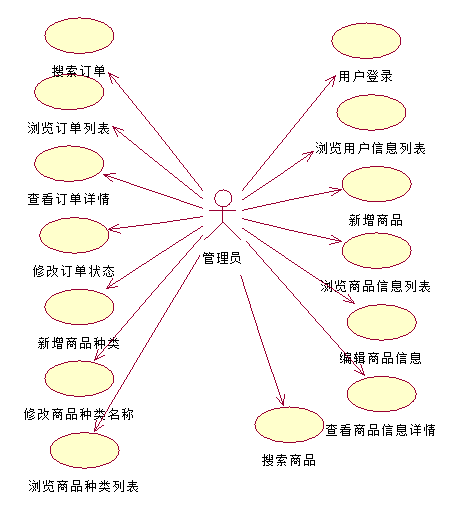 搜索订单
用户登录
浏览订单列表
浏览用户信息列表
查看订单详情
新增商品
管理员
修改订单状态
浏览商品信息列表
新增商品种类
编辑商品信息
修改商品种类名称
查看商品信息详情
搜索商品
浏览商品种类列表